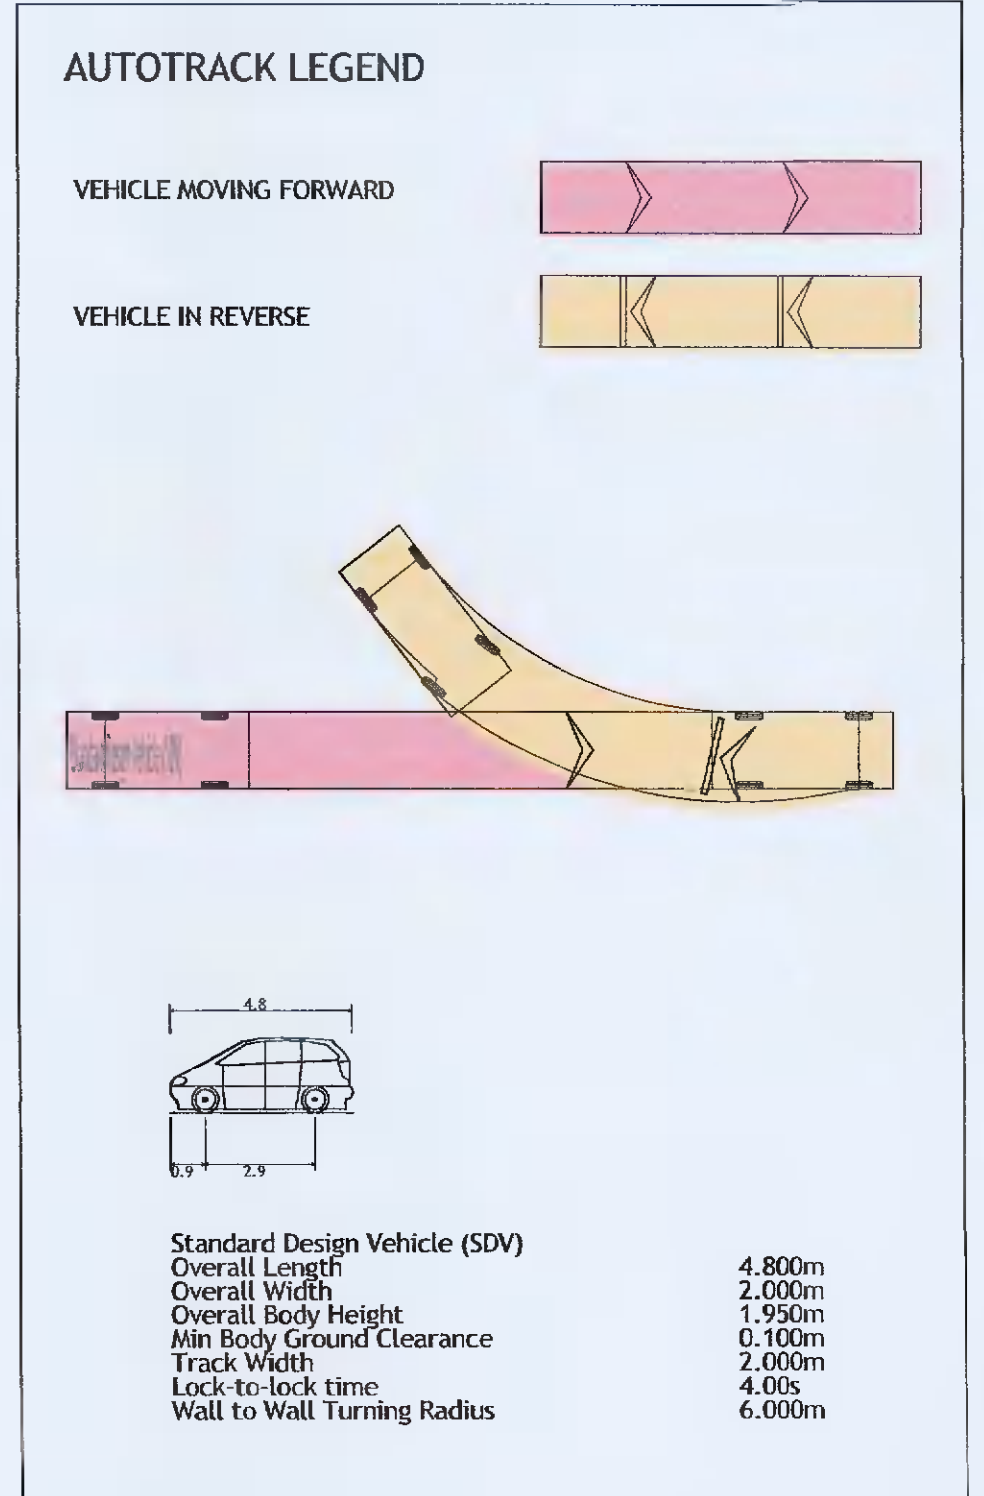 AUTOTRACK LEGEND
VEHICLE MOVING FORWARD
VEHICLE IN REVERSE
4.8
0.9
2.9
Standard Design Vehicle (SDV)
Overall Length 4.800m
Overall Width 2.000m
Overall Body Height 1.950m
Min Body Ground Clearance 0.100m
Track Width 2.000m
Lock-to-lock time 4.00s
Wall to Wall Turning Radius 6.000m